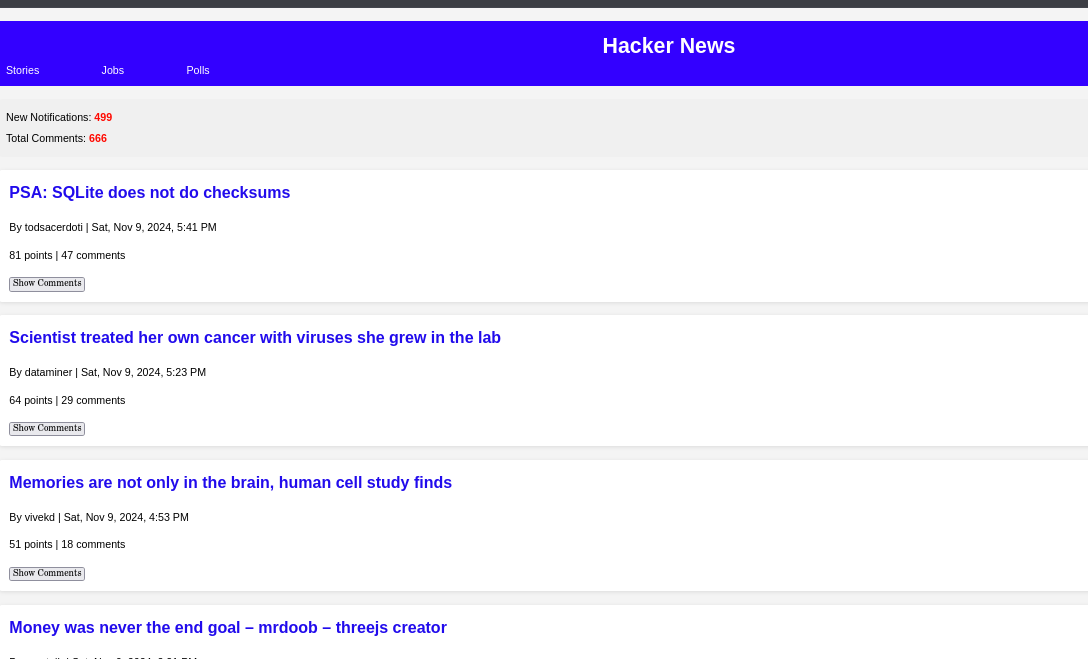 Hacker News
Stories Jobs Polls
New Notifications: 499
Total Comments: 666
PSA: SQLite does not do checksums
By todsacerdoti | Sat, Nov 9, 2024, 5:41 PM
81 points | 47 comments
Show Comments
Scientist treated her own cancer with viruses she grew in the lab
By dataminer | Sat, Nov 9, 2024, 5:23 PM
64 points | 29 comments
Show Comments
Memories are not only in the brain, human cell study finds
By vivekd | Sat, Nov 9, 2024, 4:53 PM
51 points | 18 comments
Show Comments
Money was never the end goal – mrdoob – threejs creator